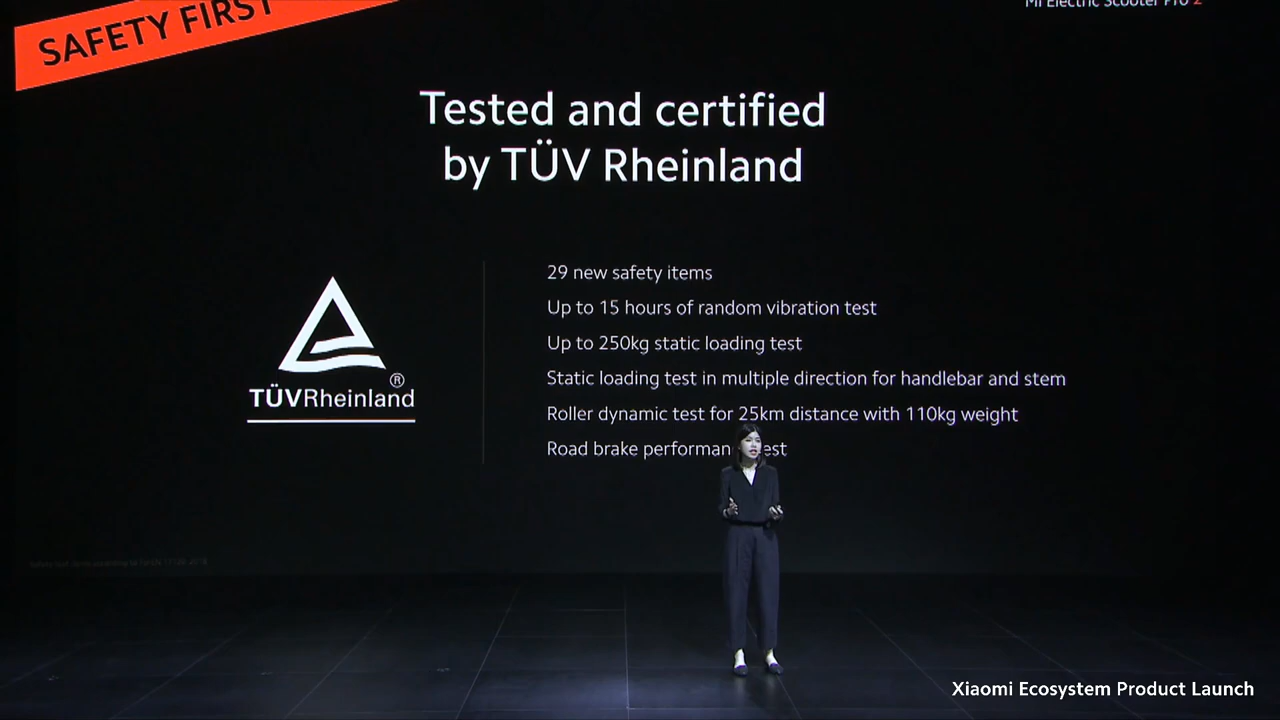 SAFETY FIRST
Mi Electric Scooter Pro 2
Tested and certified
by TÜV Rheinland
29 new safety items
Up to 15 hours of random vibration test
Up to 250kg static loading test
Static loading test in multiple direction for handlebar and stem
Roller dynamic test for 25km distance with 110kg weight
Road brake performan est
®
TÜVRheinland
Xiaomi Ecosystem Product Launch